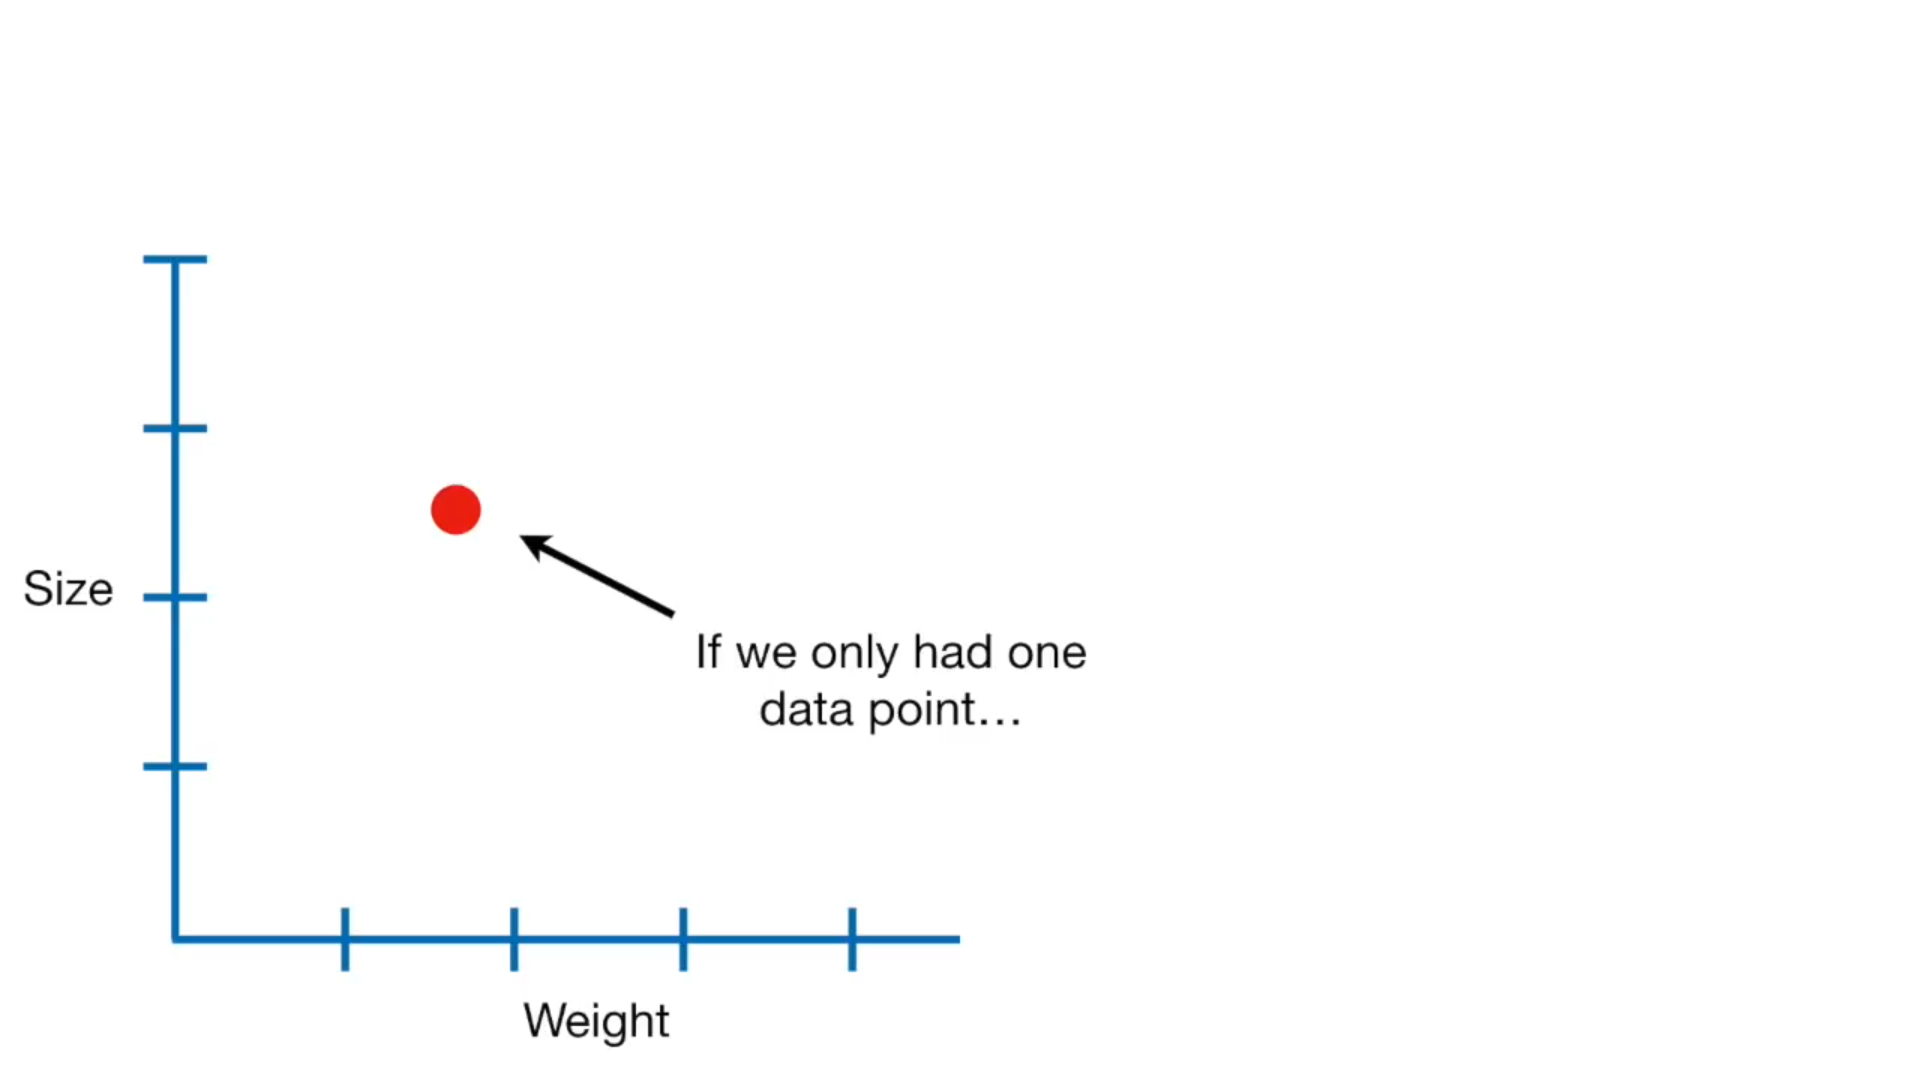 Size
If we only had one
data point…
Weight